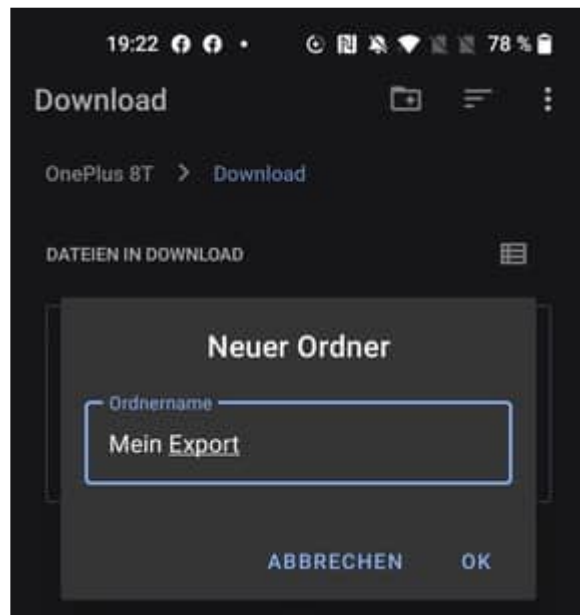 19:22 78 %
Download
OnePlus 8T > Download
DATEIEN IN DOWNLOAD
Neuer Ordner
Ordnername
Mein Export
ABBRECHEN OK